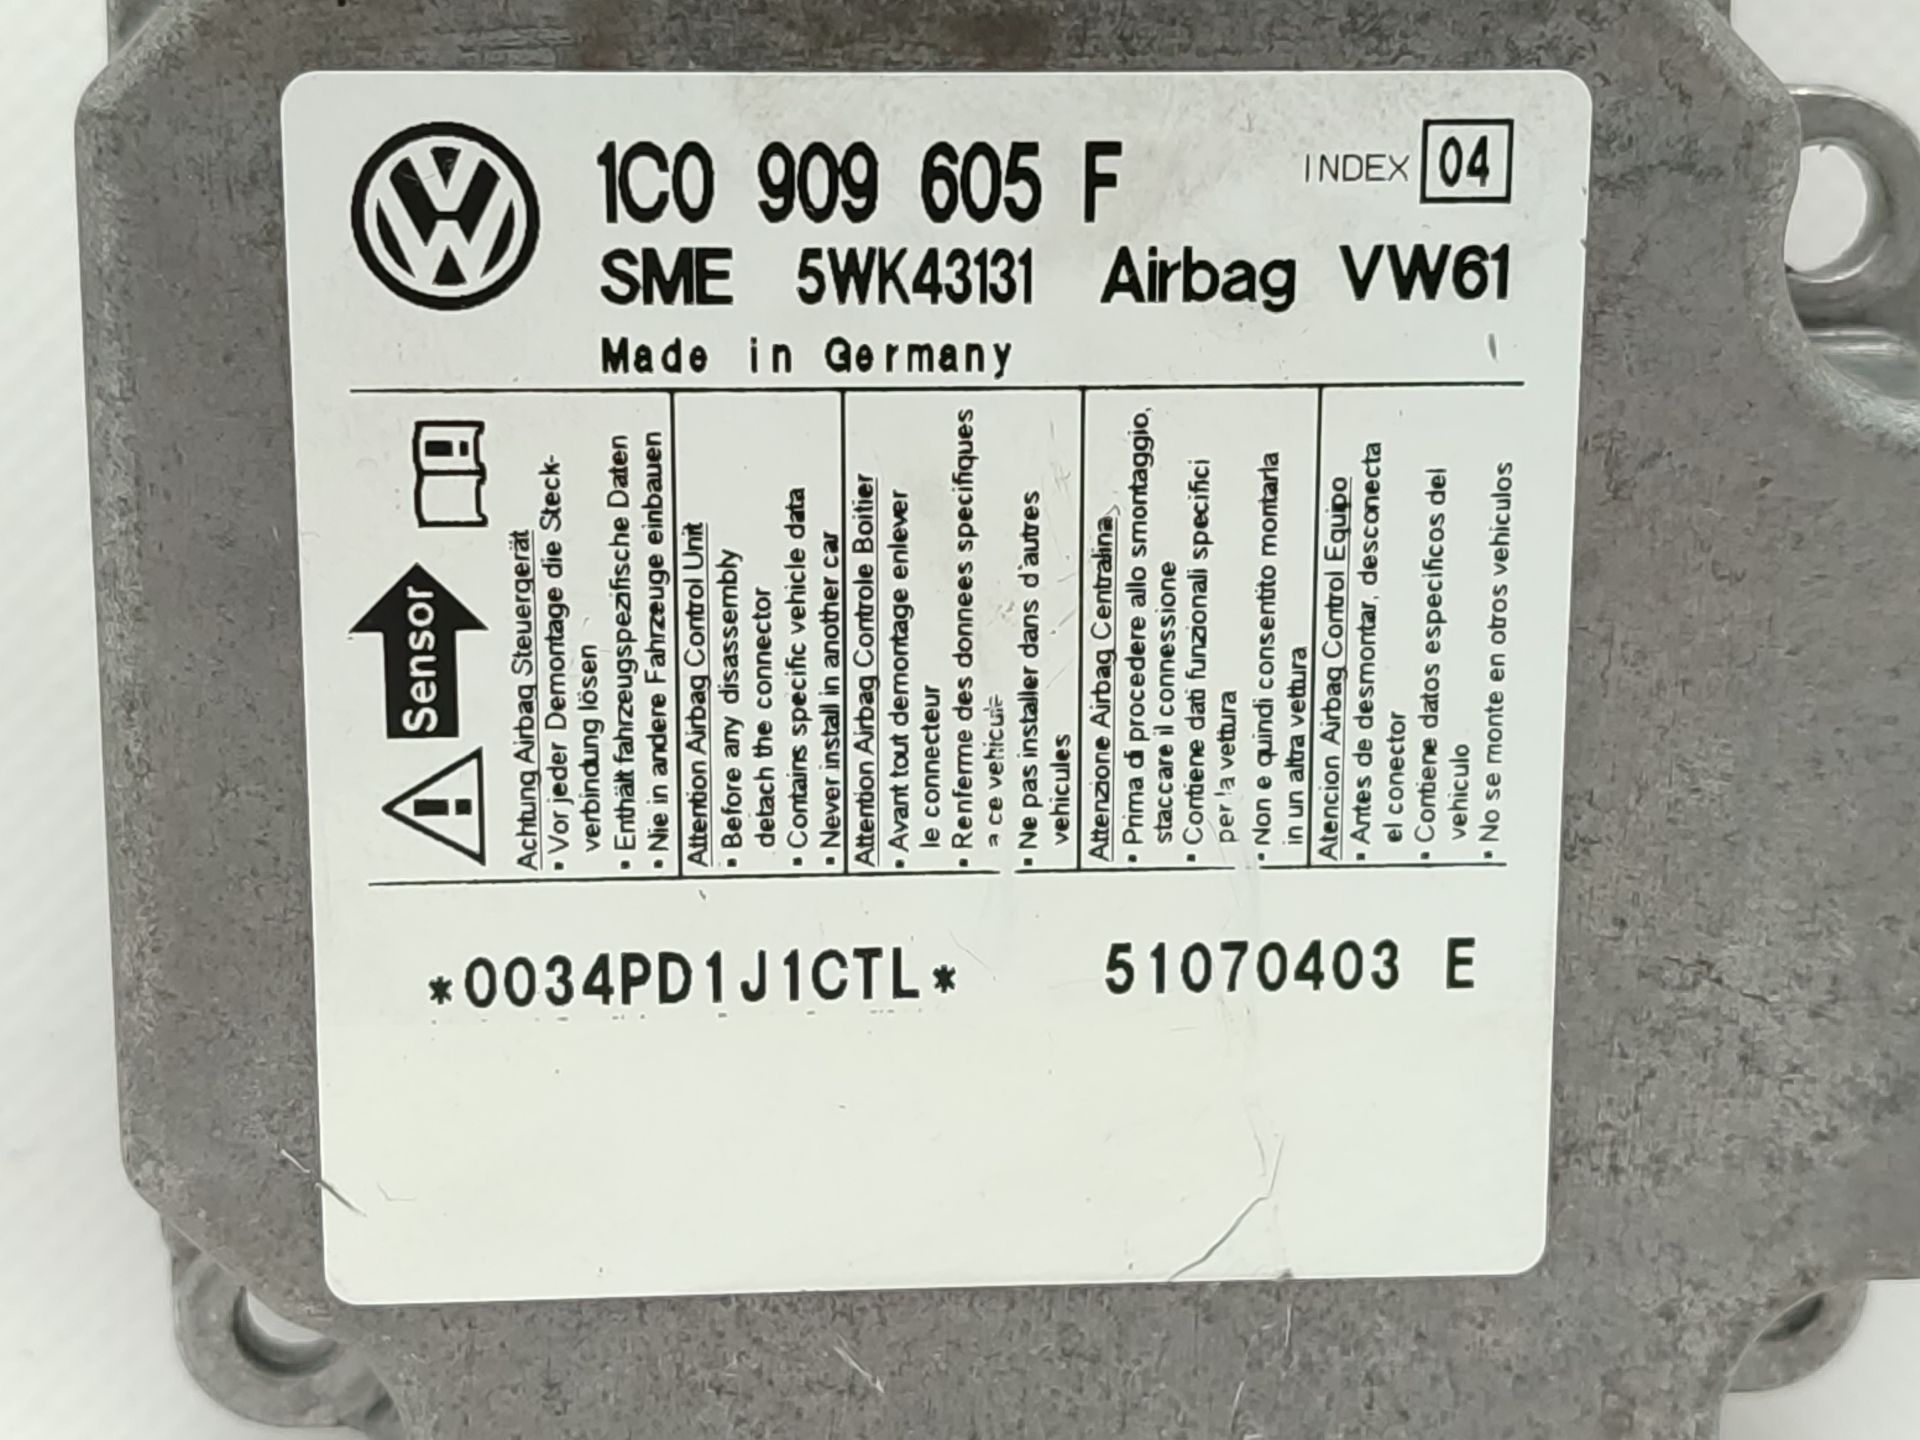 1C0 909 605 F INDEX 04
SME 5WK43131 Airbag VW61
Made in Germany
Sensor
Achtung Airbag Steuergerät
• Vor jeder Demontage die Steck-
verbindung lösen
• Enthält fahrzeugspezifische Daten
• Nie in andere Fahrzeuge einbauen
Attention Airbag Control Unit
• Before any disassembly
detach the connector
• Contains specific vehicle data
• Never install in another car
Attention Airbag Controle Boitier
• Avant tout demontage enlever
le connecteur
• Renferme des donnees specifiques
a ce vehicule
• Ne pas installer dans d'autres
vehicules
Attenzione Airbag Centralina
• Prima di procedere allo smontaggio,
staccare il connessione
• Contiene dati funzionali specifici
per la vettura
• Non e quindi consentito montarla
in un altra vettura
Atencion Airbag Control Equipo
• Antes de desmontar, desconecta
el conector
• Contiene datos especificos del
vehiculo
• No se monte en otros vehiculos
*0034PD1J1CTL* 51070403 E